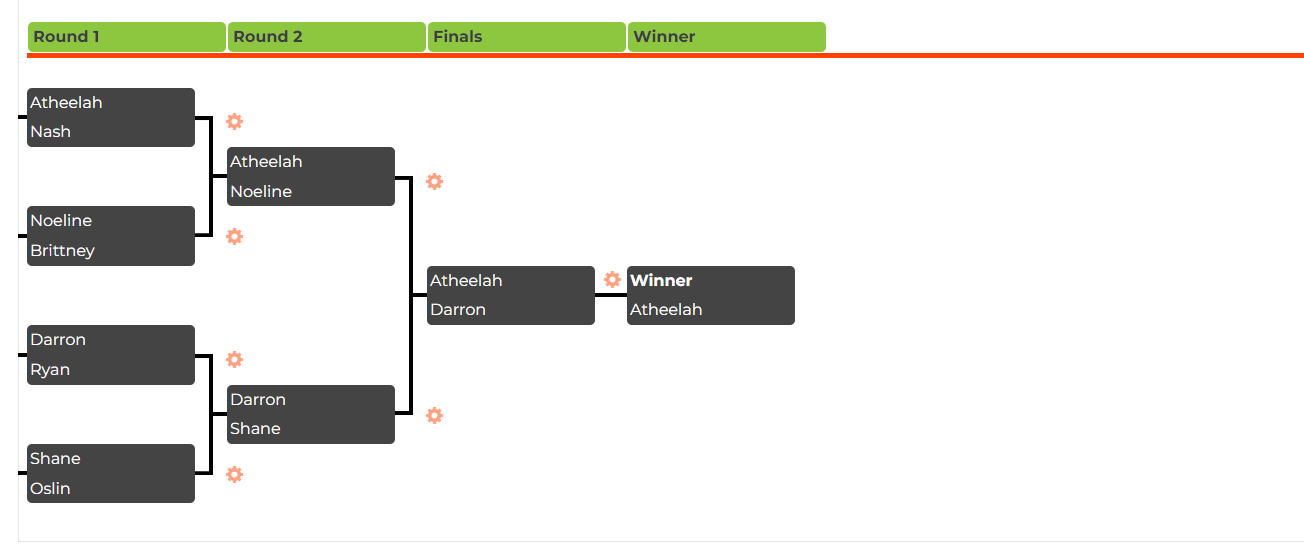 Round 1
Round 2
Finals
Winner
Atheelah
Nash
Noeline
Brittney
Darron
Ryan
Shane
Oslin
Atheelah
Noeline
Darron
Shane
Atheelah
Darron
Winner
Atheelah